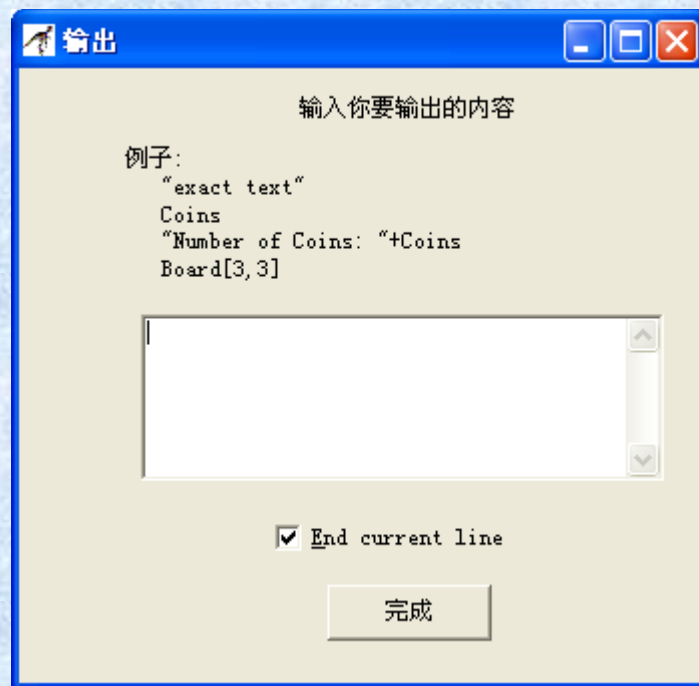 输出
输入你要输出的内容
例子:
"exact text"
Coins
"Number of Coins: "+Coins
Board[3,3]
End current line
完成